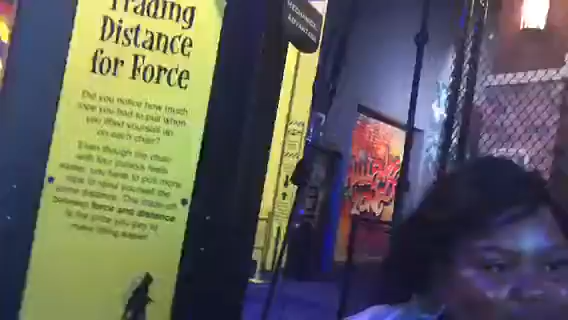 Trading
Distance
for Force
Did you notice how much
rope you had to pull when
you lifted yourself up
on each chair?
Even though the chair
with four pulleys feels
easier, you have to pull more
rope to raise yourself the
same distance. This trade-off
between force and distance
is the price you pay to
make lifting easier.
MECHANICAL
ADVANTAGE